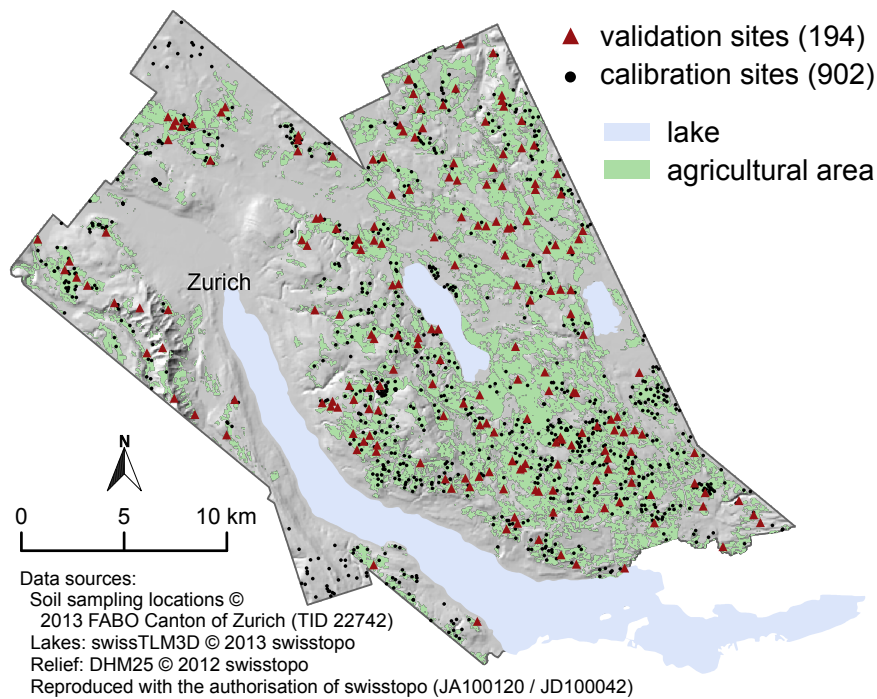 validation sites (194)
calibration sites (902)
lake
agricultural area
Zurich
N
0 5 10 km
Data sources:
Soil sampling locations ©
2013 FABO Canton of Zurich (TID 22742)
Lakes: swissTLM3D © 2013 swisstopo
Relief: DHM25 © 2012 swisstopo
Reproduced with the authorisation of swisstopo (JA100120 / JD100042)